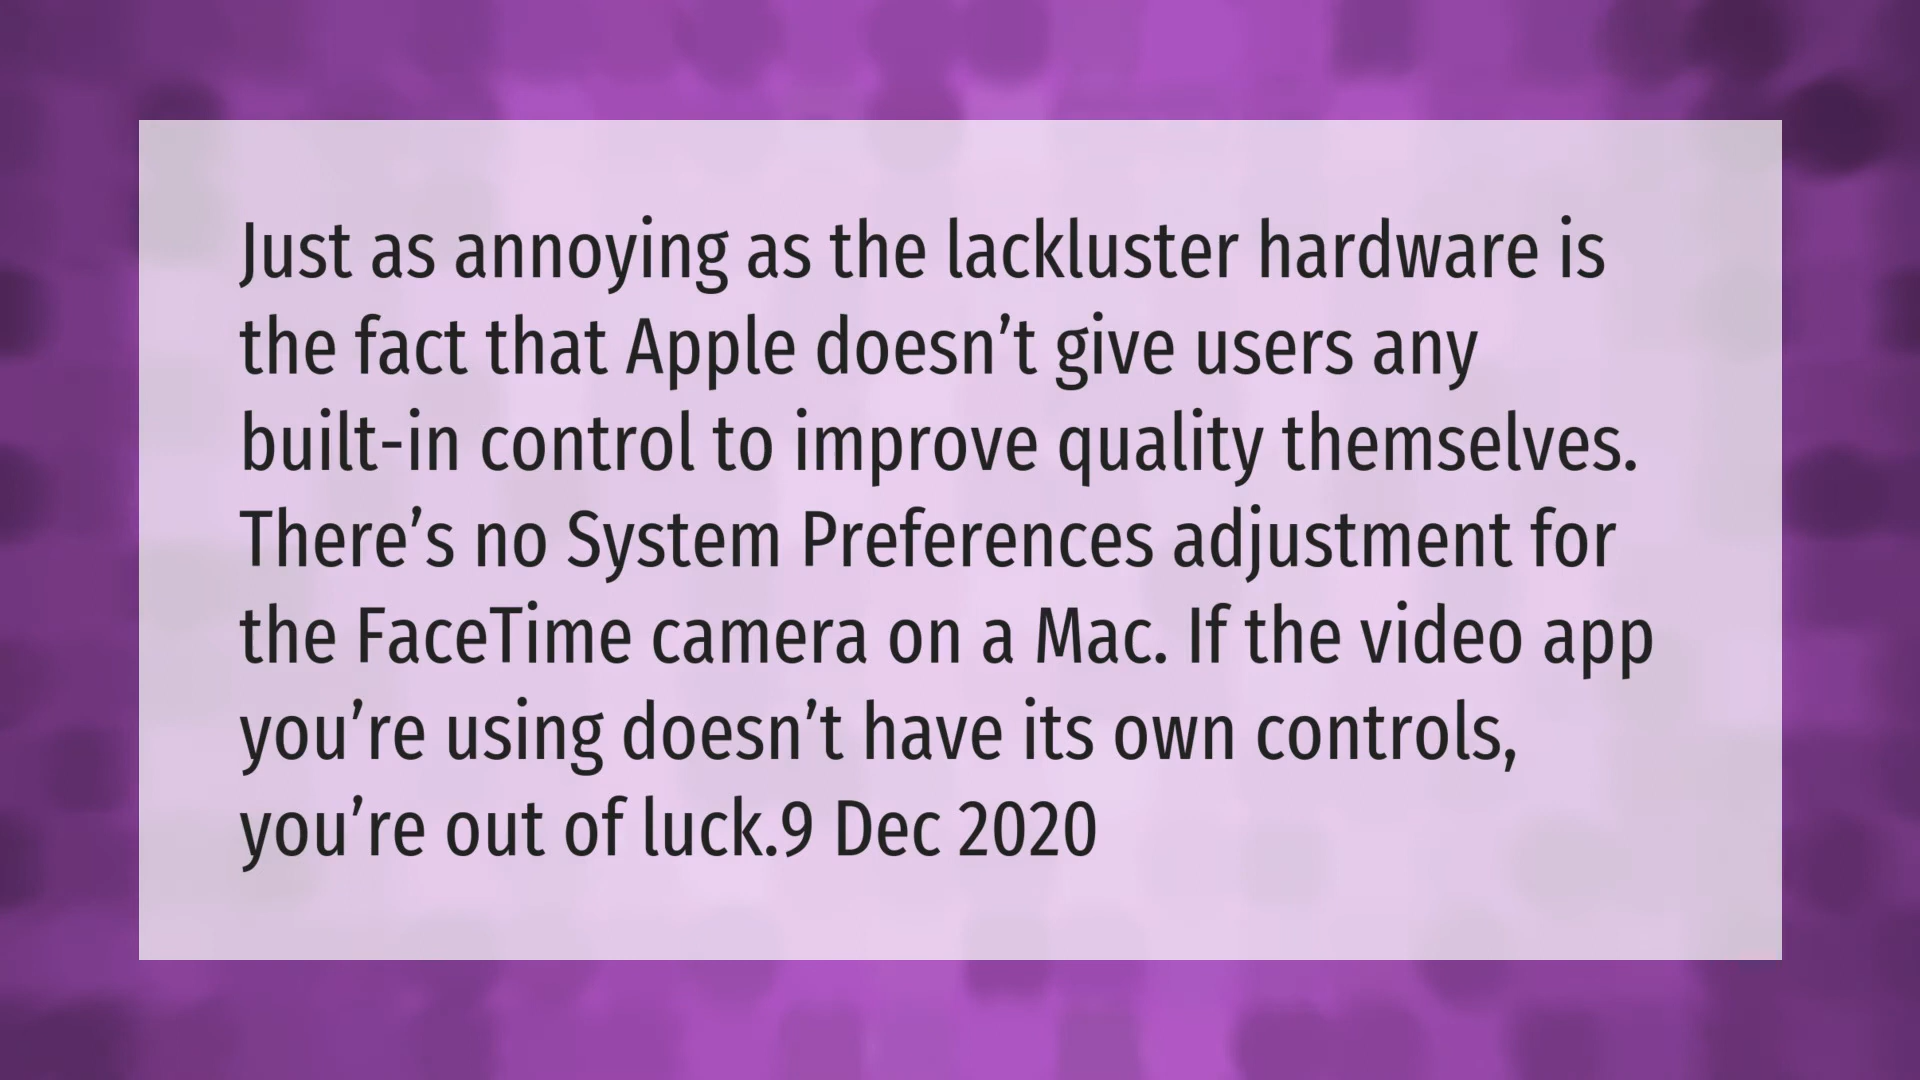 Just as annoying as the lackluster hardware is
the fact that Apple doesn’t give users any
built-in control to improve quality themselves.
There’s no System Preferences adjustment for
the FaceTime camera on a Mac. If the video app
you’re using doesn’t have its own controls,
you’re out of luck.9 Dec 2020